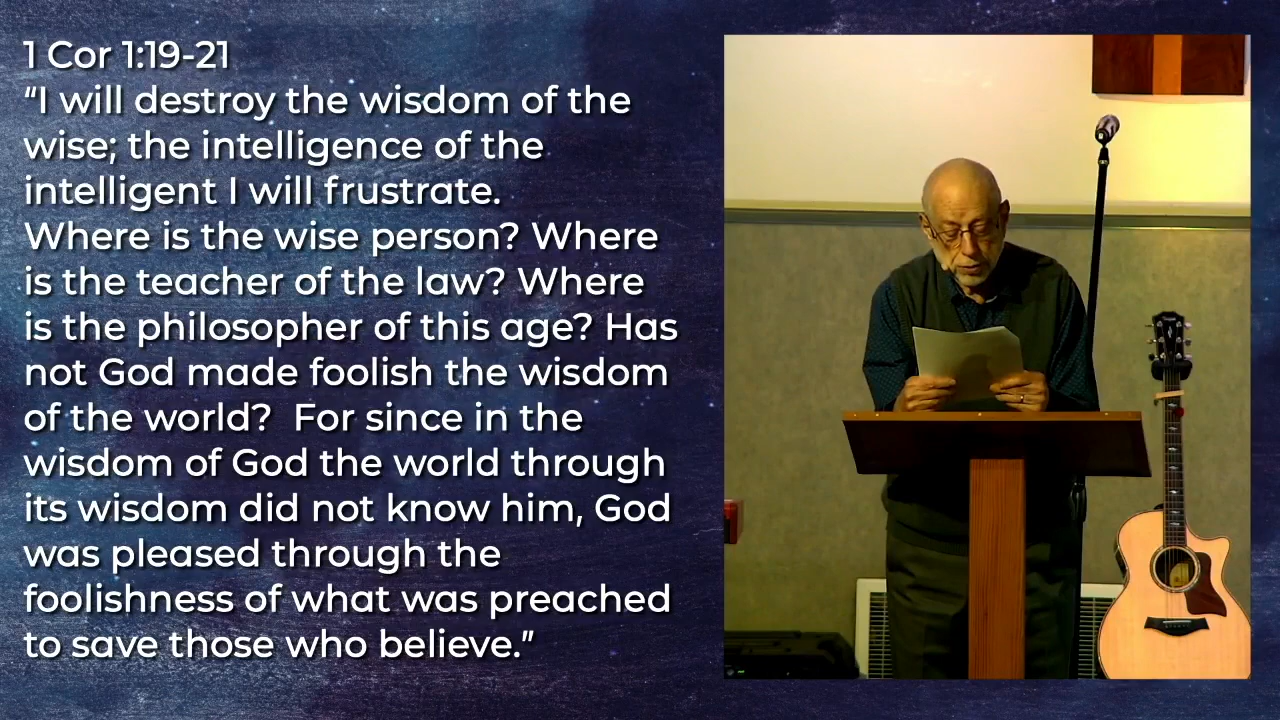 1 Cor 1:19-21
"I will destroy the wisdom of the
wise; the intelligence of the
intelligent I will frustrate.
Where is the wise person? Where
is the teacher of the law? Where
is the philosopher of this age? Has
not God made foolish the wisdom
of the world?  For since in the
wisdom of God the world through
its wisdom did not know him, God
was pleased through the
foolishness of what was preached
to save those who believe."